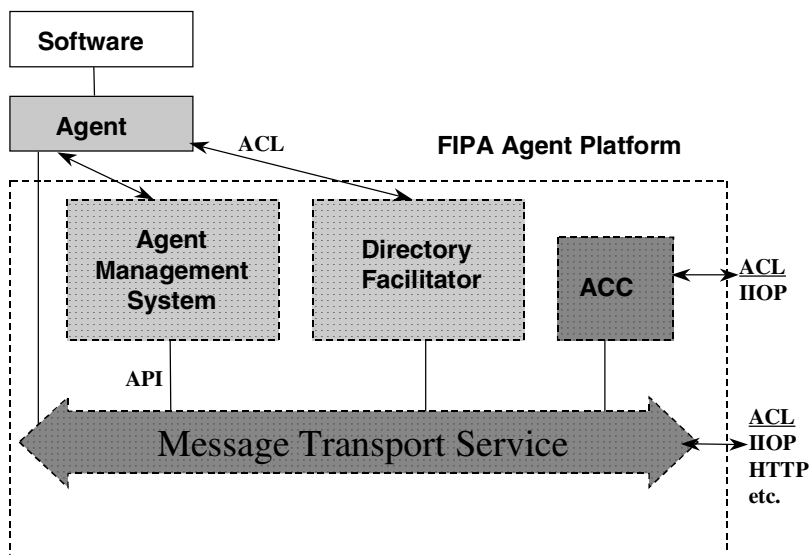 Software
Agent
ACL
FIPA Agent Platform
Agent
Management
System
Directory
Facilitator
ACC
ACL
IIOP
API
Message Transport Service
ACL
IIOP
HTTP
etc.